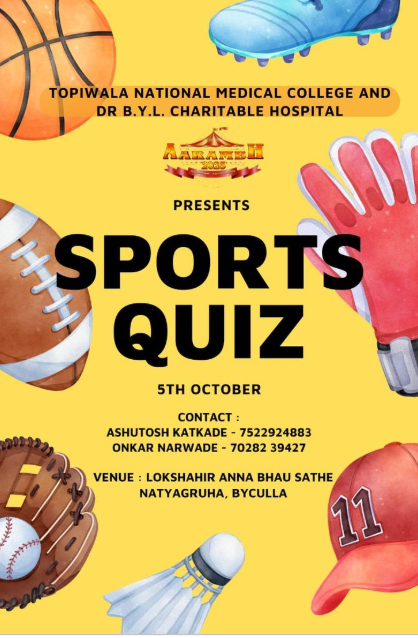 TOPIWALA NATIONAL MEDICAL COLLEGE AND
DR B.Y.L. CHARITABLE HOSPITAL
AARAMBH
2023
PRESENTS
SPORTS
QUIZ
5TH OCTOBER
CONTACT :
ASHUTOSH KATKADE - 7522924883
ONKAR NARWADE - 70282 39427
VENUE : LOKSHAHIR ANNA BHAU SATHE
NATYAGRUHA, BYCULLA
11